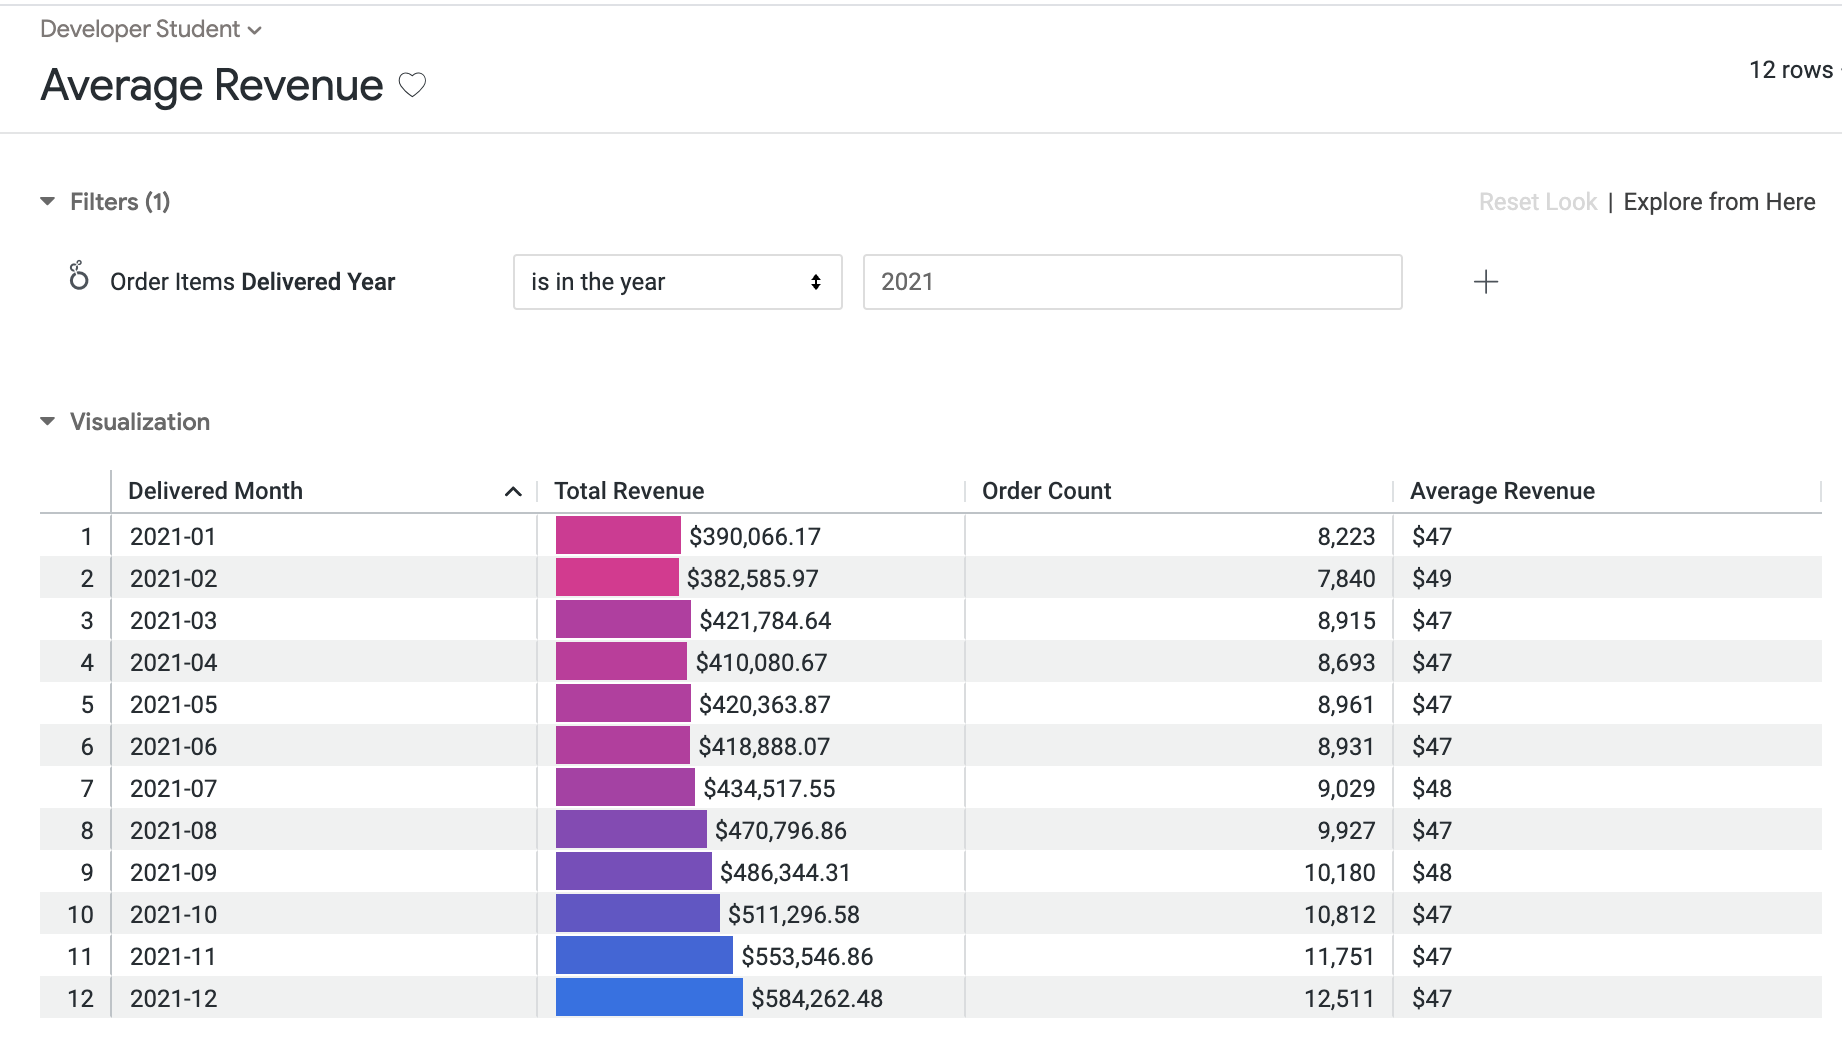 Developer Student
Average Revenue
12 rows
Filters (1)
Reset Look | Explore from Here
Order Items Delivered Year is in the year 2021
Visualization
Delivered Month Total Revenue Order Count Average Revenue
1 2021-01 $390,066.17 8,223 $47
2 2021-02 $382,585.97 7,840 $49
3 2021-03 $421,784.64 8,915 $47
4 2021-04 $410,080.67 8,693 $47
5 2021-05 $420,363.87 8,961 $47
6 2021-06 $418,888.07 8,931 $47
7 2021-07 $434,517.55 9,029 $48
8 2021-08 $470,796.86 9,927 $47
9 2021-09 $486,344.31 10,180 $48
10 2021-10 $511,296.58 10,812 $47
11 2021-11 $553,546.86 11,751 $47
12 2021-12 $584,262.48 12,511 $47